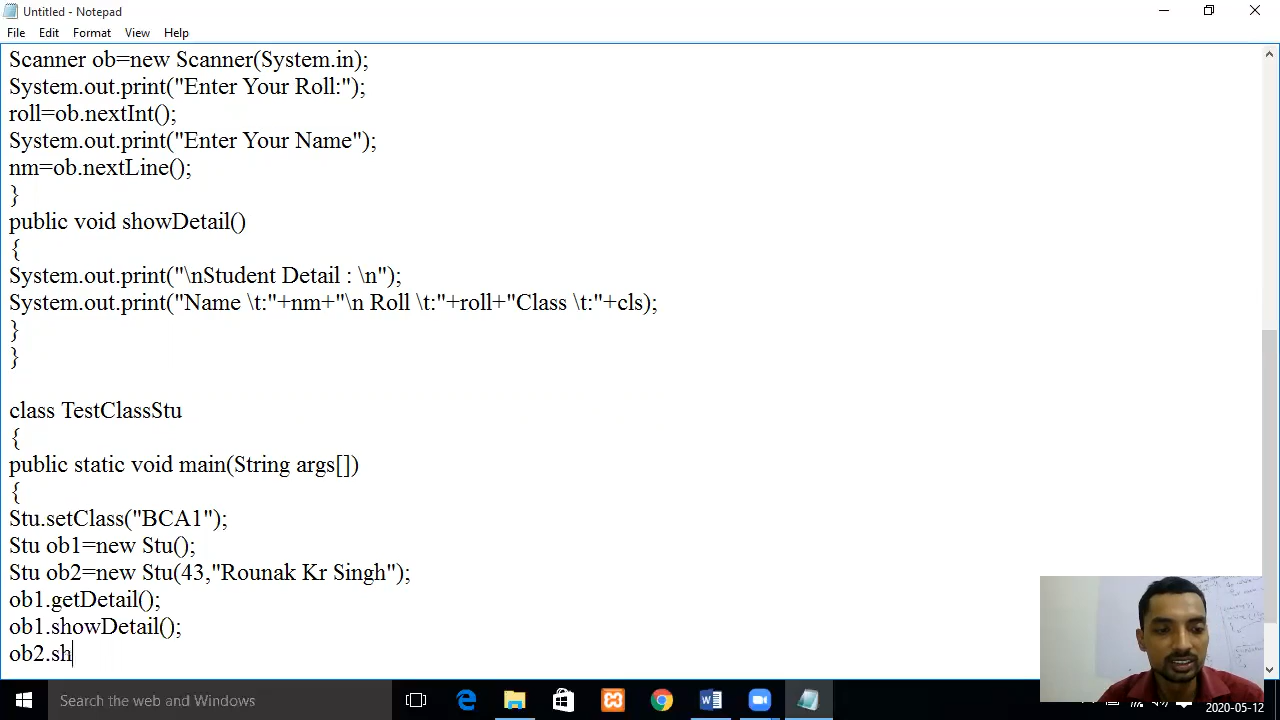 Untitled - Notepad
File Edit Format View Help
Scanner ob=new Scanner(System.in);
System.out.print("Enter Your Roll:");
roll=ob.nextInt();
System.out.print("Enter Your Name");
nm=ob.nextLine();
}
public void showDetail()
{
System.out.print("\nStudent Detail : \n");
System.out.print("Name \t:"+nm+"\n Roll \t:"+roll+"Class \t:"+cls);
}
}
class TestClassStu
{
public static void main(String args[])
{
Stu.setClass("BCA1");
Stu ob1=new Stu();
Stu ob2=new Stu(43,"Rounak Kr Singh");
ob1.getDetail();
ob1.showDetail();
ob2.sh
Search the web and Windows
2020-05-12